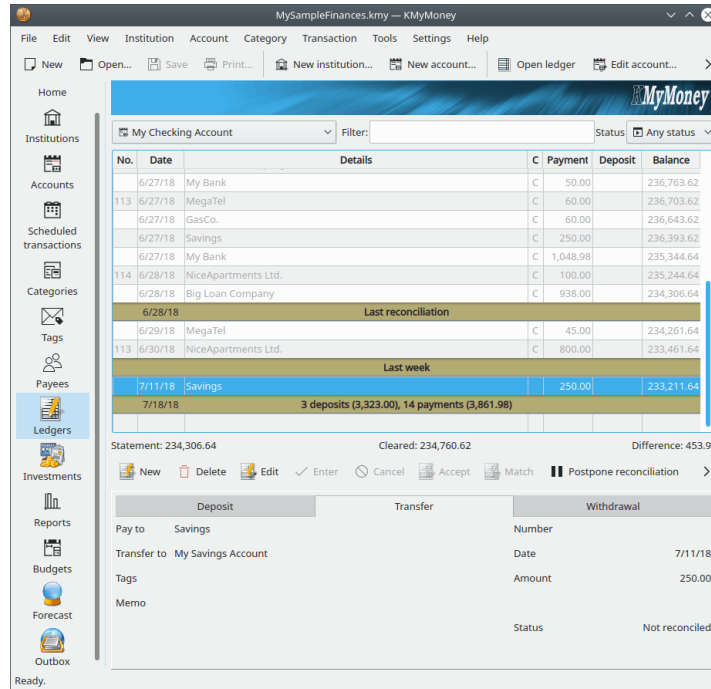 MySampleFinances.kmy — KMyMoney
File Edit View Institution Account Category Transaction Tools Settings Help
New Open... Save Print... New institution... New account... Open ledger Edit account...
Home
Institutions
Accounts
Scheduled
transactions
Categories
Tags
Payees
Ledgers
Investments
Reports
Budgets
Forecast
Outbox
KMyMoney
My Checking Account Filter: Status Any status
No. Date Details C Payment Deposit Balance
6/27/18 My Bank C 50.00 236,763.62
113 6/27/18 MegaTel C 60.00 236,703.62
6/27/18 GasCo. C 60.00 236,643.62
6/27/18 Savings C 250.00 236,393.62
6/27/18 My Bank C 1,048.98 235,344.64
114 6/28/18 NiceApartments Ltd. C 100.00 235,244.64
6/28/18 Big Loan Company C 938.00 234,306.64
6/28/18 Last reconciliation
6/29/18 MegaTel C 45.00 234,261.64
113 6/30/18 NiceApartments Ltd. C 800.00 233,461.64
Last week
7/11/18 Savings 250.00 233,211.64
7/18/18 3 deposits (3,323.00), 14 payments (3,861.98)
Statement: 234,306.64 Cleared: 234,760.62 Difference: 453.9
New Delete Edit Enter Cancel Accept Match Postpone reconciliation
Deposit Transfer Withdrawal
Pay to Savings Number
Transfer to My Savings Account Date 7/11/18
Tags Amount 250.00
Memo
Status Not reconciled
Ready.